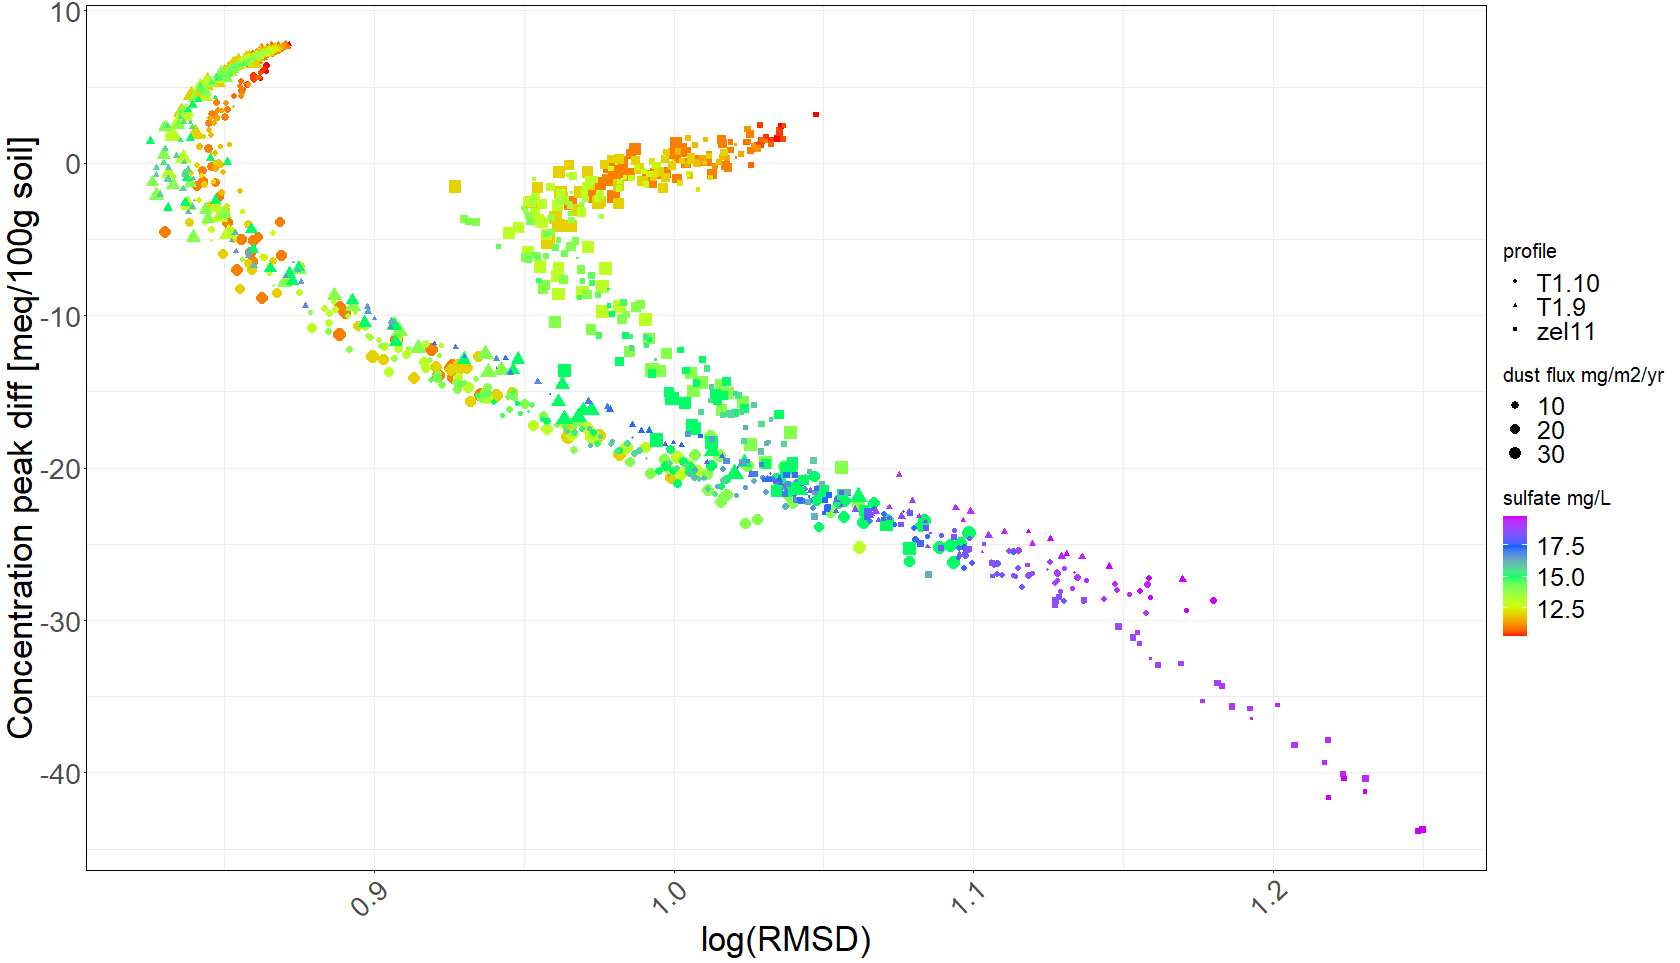 Concentration peak diff [meq/100g soil]
10
0
-10
-20
-30
-40
0.9
1.0
1.1
1.2
log(RMSD)
profile
T1.10
T1.9
zel11
dust flux mg/m2/yr
10
20
30
sulfate mg/L
17.5
15.0
12.5